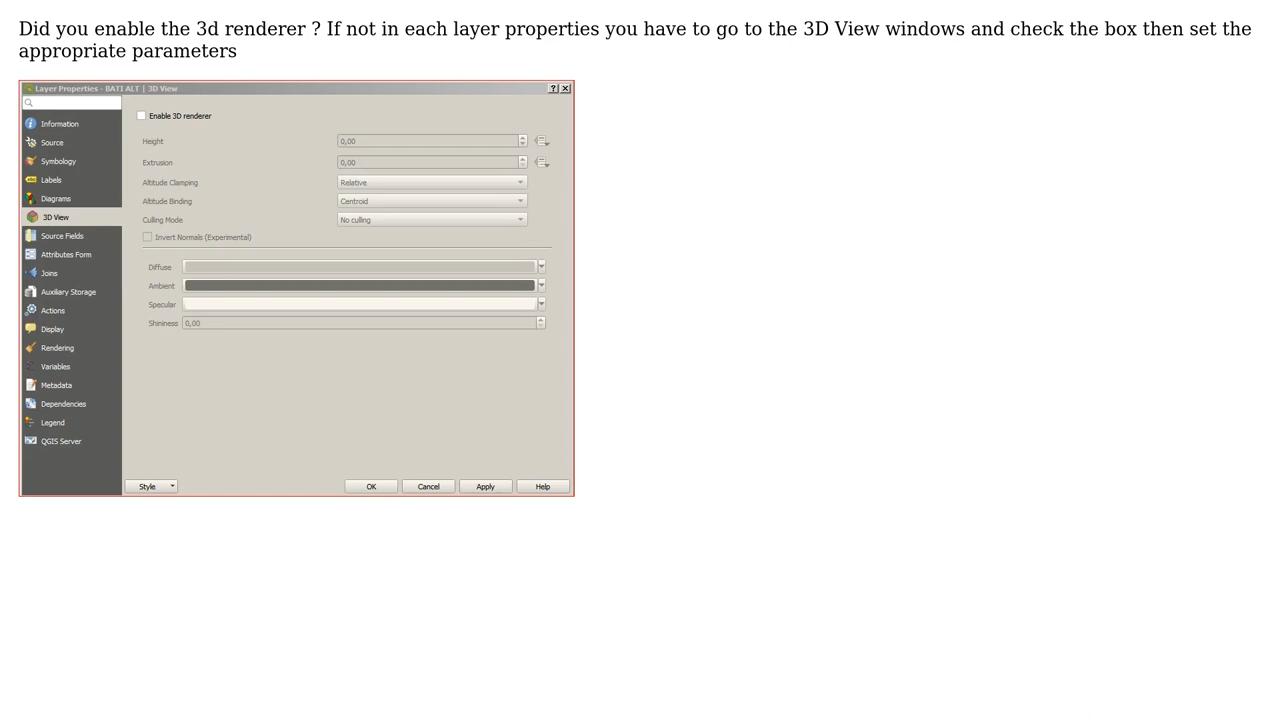 Did you enable the 3d renderer ? If not in each layer properties you have to go to the 3D View windows and check the box then set the
appropriate parameters
Layer Properties - BATI ALT | 3D View
Information
Source
Symbology
Labels
Diagrams
3D View
Source Fields
Attributes Form
Joins
Auxiliary Storage
Actions
Display
Rendering
Variables
Metadata
Dependencies
Legend
QGIS Server
Enable 3D renderer
Height 0,00
Extrusion 0,00
Altitude Clamping Relative
Altitude Binding Centroid
Culling Mode No culling
Invert Normals (Experimental)
Diffuse
Ambient
Specular
Shininess 0,00
Style OK Cancel Apply Help